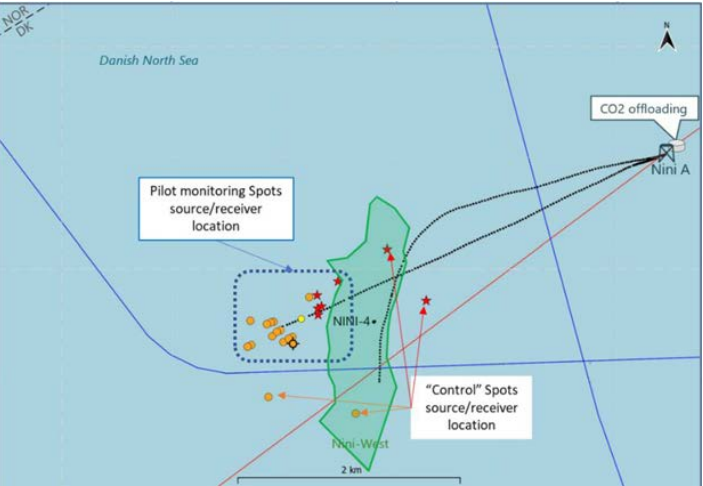 NOR
DK
Danish North Sea
N
CO2 offloading
Nini A
Pilot monitoring Spots
source/receiver
location
NINI-4
"Control" Spots
source/receiver
location
Nini-West
2 km